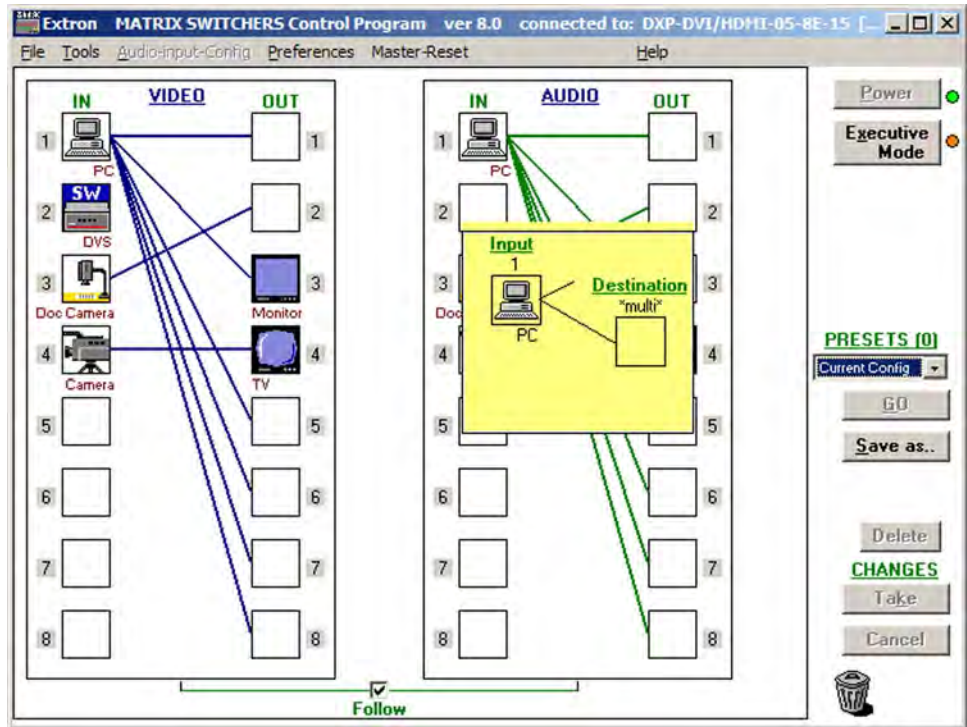 Extron MATRIX SWITCHERS Control Program ver 8.0 connected to: DXP-DVI/HDMI-05-8E-15 [...
File Tools Audio-input-Config Preferences Master-Reset Help
IN VIDEO OUT
1 PC 1
2 SW DVS 2
3 Doc Camera Monitor 3
4 Camera TV 4
5 5
6 6
7 7
8 8
IN AUDIO OUT
1 PC 1
2 2
3 Doc 3
4 4
5 5
6 6
7 7
8 8
Input
1
PC
Destination
*multi*
Follow
Power
Executive
Mode
PRESETS (0)
Current Config
GO
Save as..
Delete
CHANGES
Take
Cancel